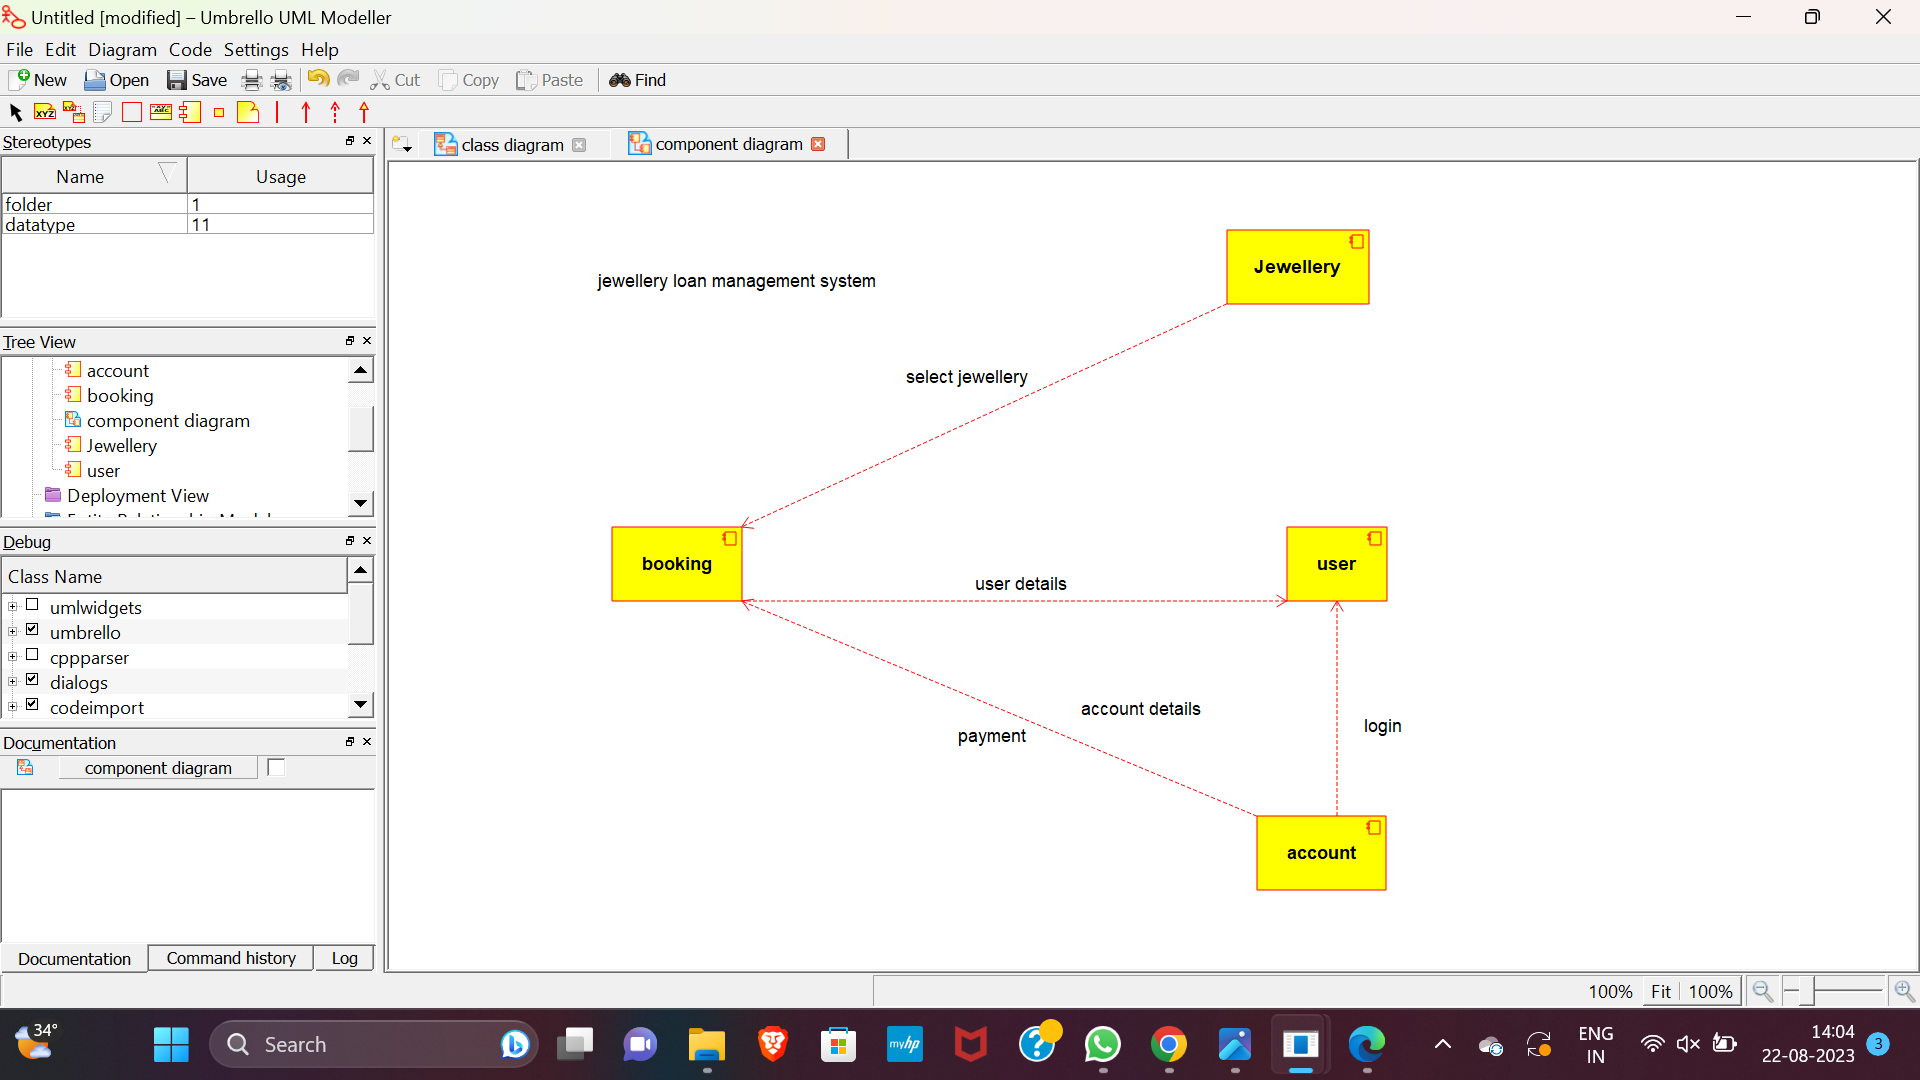 Untitled [modified] – Umbrello UML Modeller
File Edit Diagram Code Settings Help
New Open Save Cut Copy Paste Find
XYZ
Stereotypes
Name Usage
folder 1
datatype 11
Tree View
account
booking
component diagram
Jewellery
user
Deployment View
Debug
Class Name
umlwidgets
umbrello
cppparser
dialogs
codeimport
Documentation
component diagram
Documentation Command history Log
class diagram component diagram
jewellery loan management system
Jewellery
select jewellery
booking
user details
user
account details
payment
login
account
100% Fit 100%
34°
Search
myhp
ENG
IN
14:04
22-08-2023
3